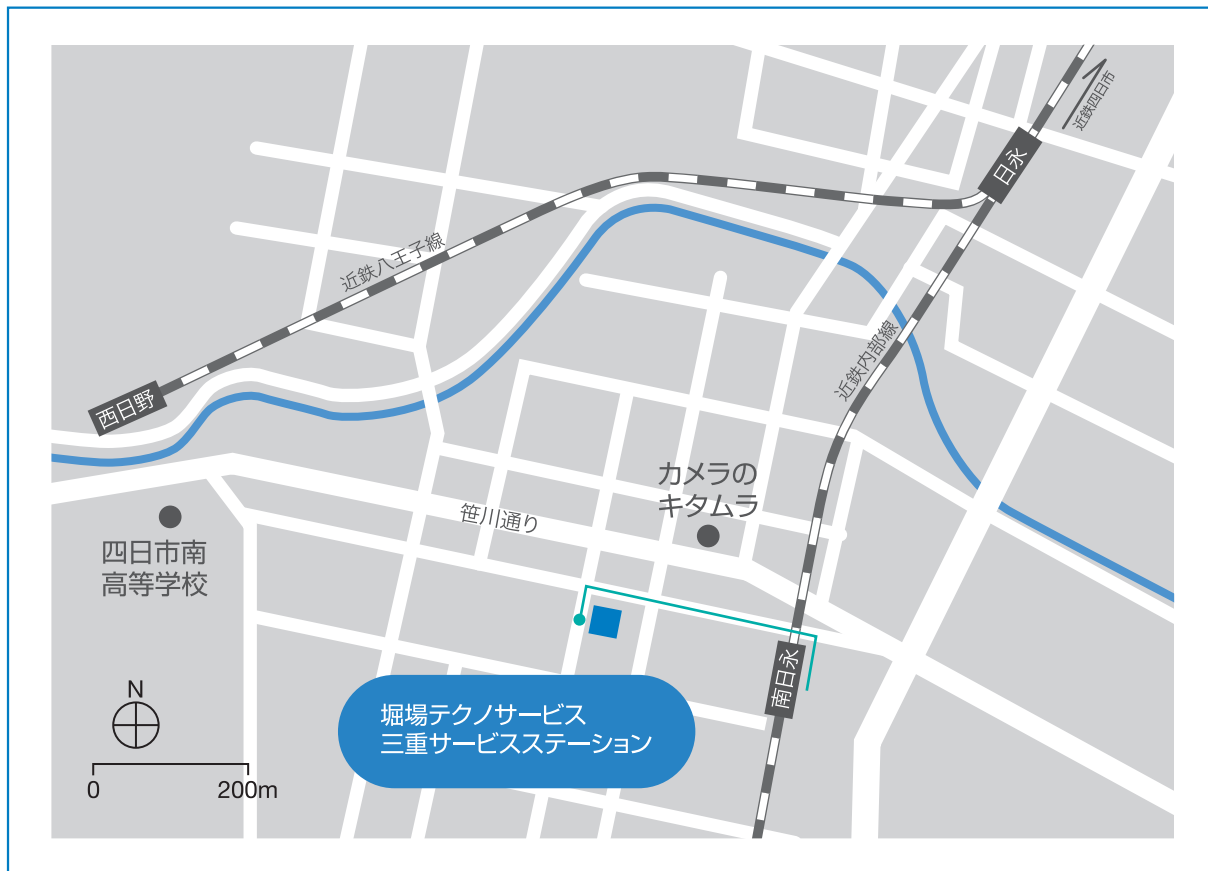 近鉄四日市
日永
近鉄八王子線
近鉄内部線
西日野
カメラの
キタムラ
笹川通り
四日市南
高等学校
南日永
N
堀場テクノサービス
三重サービスステーション
0
200m